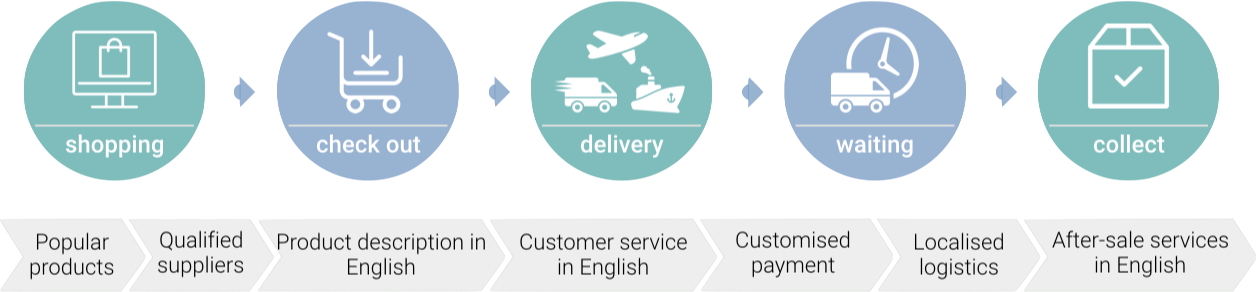 shopping
check out
delivery
waiting
collect
Popular
products
Qualified
suppliers
Product description in
English
Customer service
in English
Customised
payment
Localised
logistics
After-sale services
in English